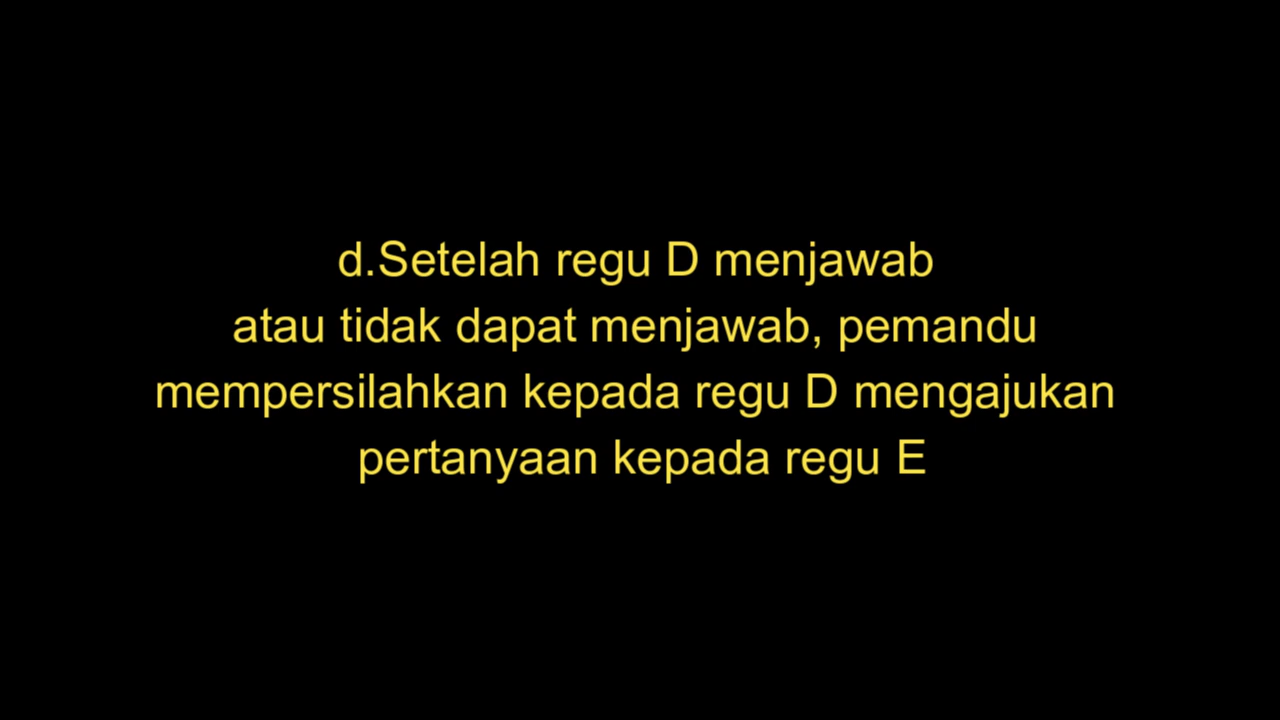 d.Setelah regu D menjawab
atau tidak dapat menjawab, pemandu
mempersilahkan kepada regu D mengajukan
pertanyaan kepada regu E